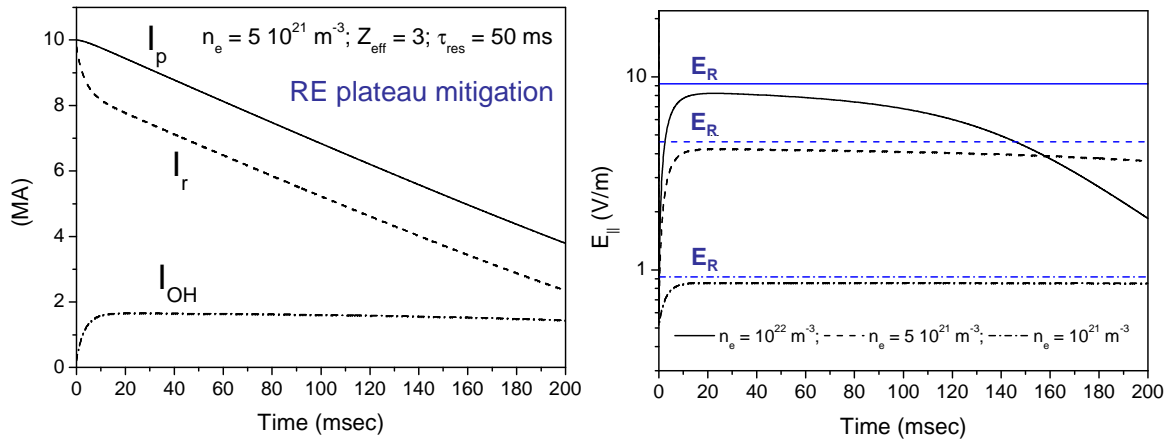 n_e = 5 10^21 m^-3; Z_eff = 3; τ_res = 50 ms
RE plateau mitigation
I_p
I_r
I_OH
(MA)
10
8
6
4
2
0
0 20 40 60 80 100 120 140 160 180 200
Time (msec)
E_R
E_R
E_R
E_∥ (V/m)
10
1
n_e = 10^22 m^-3; n_e = 5 10^21 m^-3; n_e = 10^21 m^-3
0 20 40 60 80 100 120 140 160 180 200
Time (msec)